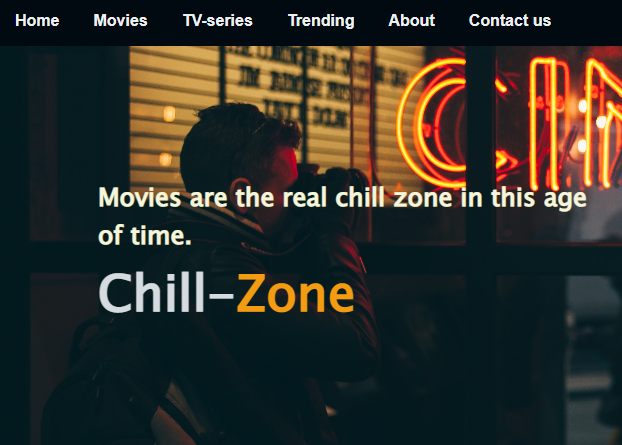 Home Movies TV-series Trending About Contact us
CIN
Movies are the real chill zone in this age
of time.
Chill-Zone